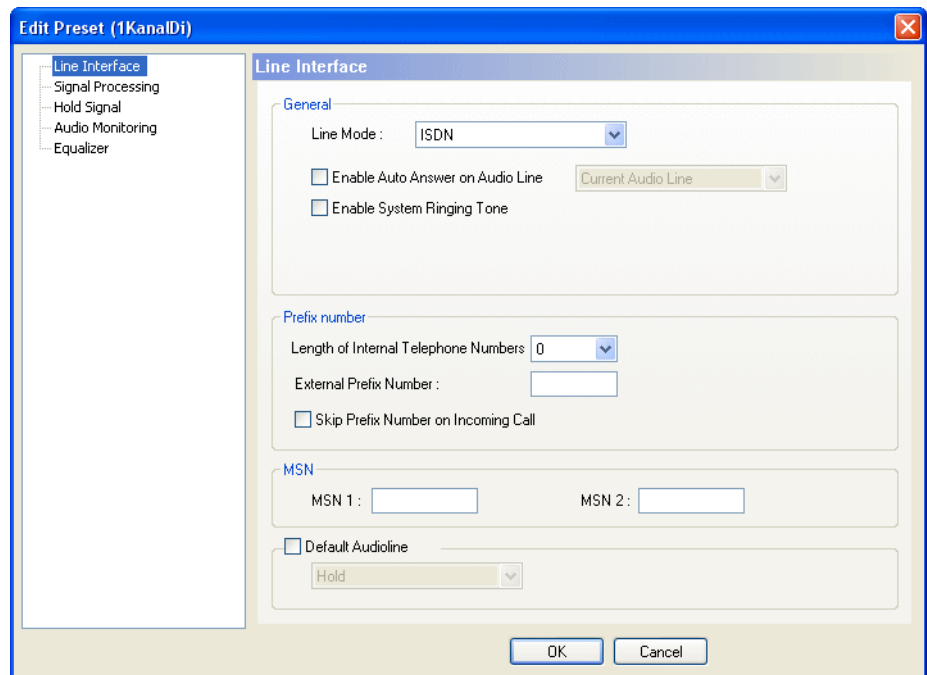 Edit Preset (1KanalDi)
Line Interface
Signal Processing
Hold Signal
Audio Monitoring
Equalizer
Line Interface
General
Line Mode : ISDN
Enable Auto Answer on Audio Line Current Audio Line
Enable System Ringing Tone
Prefix number
Length of Internal Telephone Numbers 0
External Prefix Number :
Skip Prefix Number on Incoming Call
MSN
MSN 1 : MSN 2 :
Default Audioline
Hold
OK Cancel